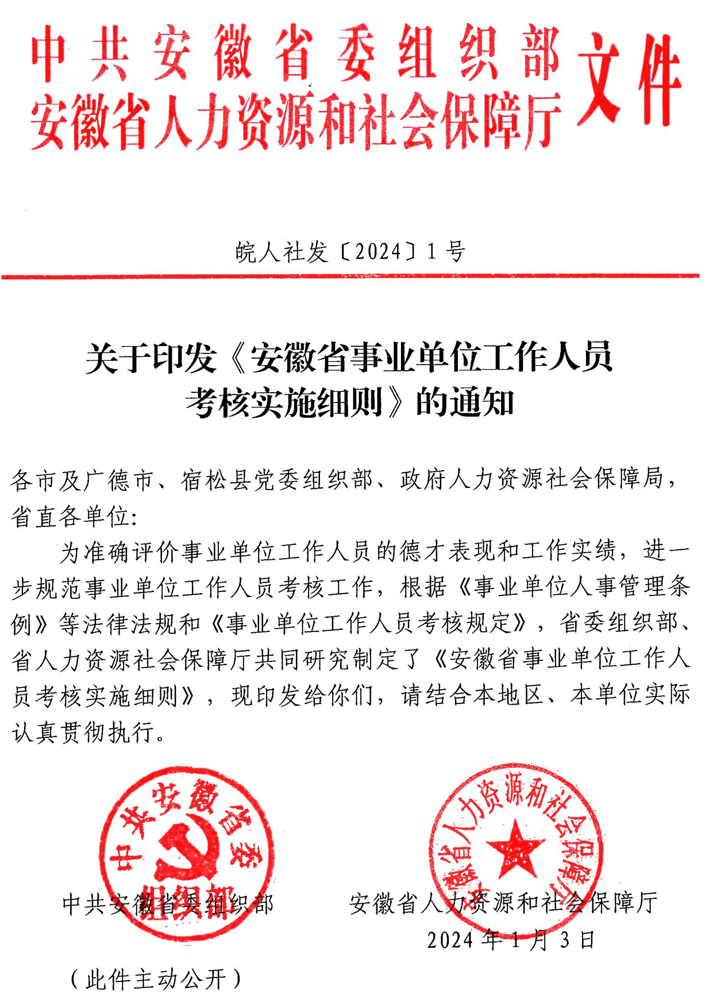 中共安徽省委组织部
安徽省人力资源和社会保障厅
文件
皖人社发〔2024〕1号
关于印发《安徽省事业单位工作人员
考核实施细则》的通知
各市及广德市、宿松县党委组织部、政府人力资源社会保障局，
省直各单位：
为准确评价事业单位工作人员的德才表现和工作实绩，进一
步规范事业单位工作人员考核工作，根据《事业单位人事管理条
例》等法律法规和《事业单位工作人员考核规定》，省委组织部、
省人力资源社会保障厅共同研究制定了《安徽省事业单位工作人
员考核实施细则》，现印发给你们，请结合本地区、本单位实际
认真贯彻执行。
中共安徽省委
组织部
安徽省人力资源和社会保障厅
中共安徽省委组织部
安徽省人力资源和社会保障厅
2024年1月3日
（此件主动公开）